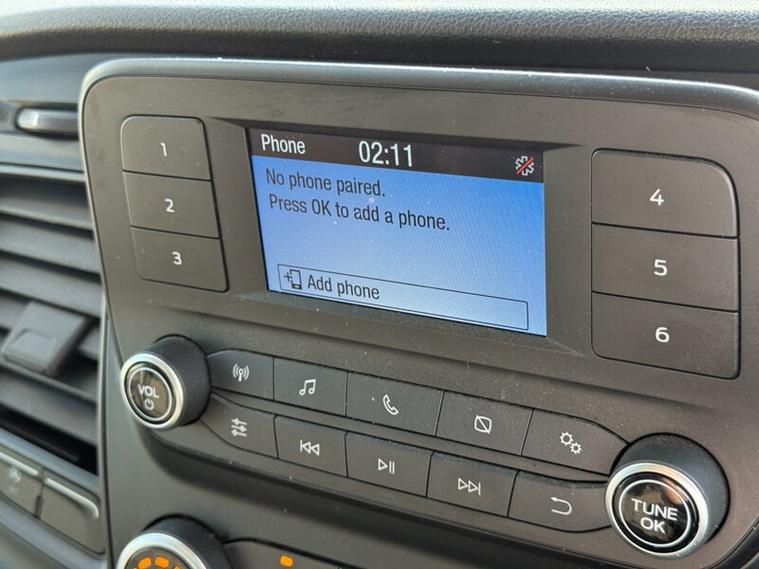 Phone 02:11
No phone paired.
Press OK to add a phone.
Add phone
1
2
3
4
5
6
VOL
TUNE
OK